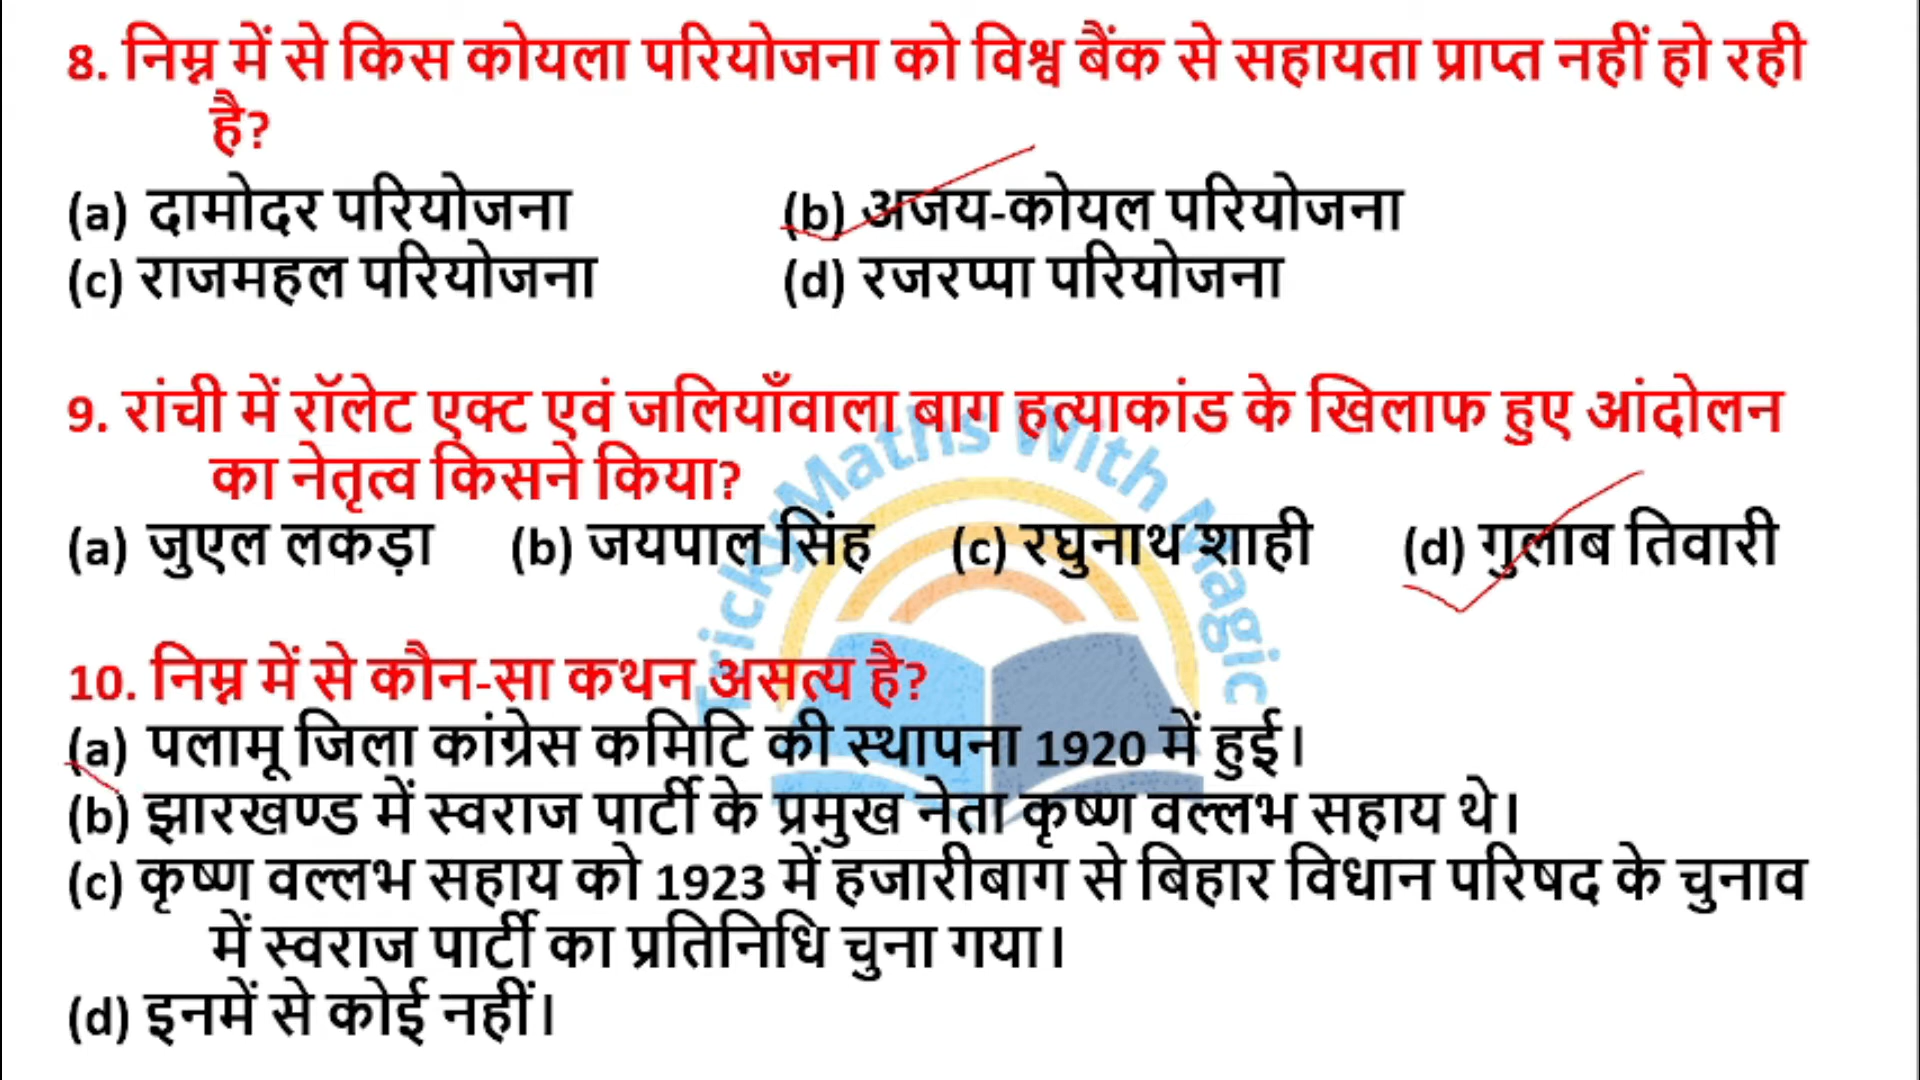 8. निम्न में से किस कोयला परियोजना को विश्व बैंक से सहायता प्राप्त नहीं हो रही
है?
(a) दामोदर परियोजना (b) अजय-कोयल परियोजना
(c) राजमहल परियोजना (d) रजरप्पा परियोजना
9. रांची में रॉलेट एक्ट एवं जलियाँवाला बाग हत्याकांड के खिलाफ हुए आंदोलन
का नेतृत्व किसने किया?
(a) जुएल लकड़ा (b) जयपाल सिंह (c) रघुनाथ शाही (d) गुलाब तिवारी
TrickyMaths With Magic
10. निम्न में से कौन-सा कथन असत्य है?
(a) पलामू जिला कांग्रेस कमिटि की स्थापना 1920 में हुई।
(b) झारखण्ड में स्वराज पार्टी के प्रमुख नेता कृष्ण वल्लभ सहाय थे।
(c) कृष्ण वल्लभ सहाय को 1923 में हजारीबाग से बिहार विधान परिषद के चुनाव
में स्वराज पार्टी का प्रतिनिधि चुना गया।
(d) इनमें से कोई नहीं।